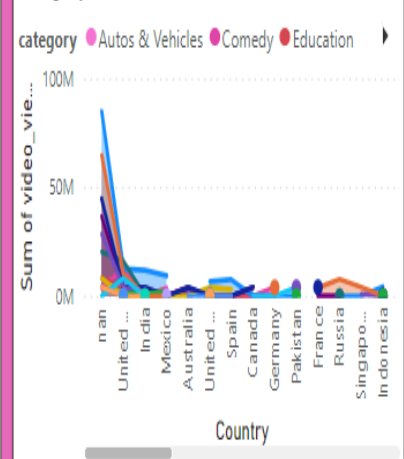 category Autos & Vehicles Comedy Education
Sum of video_vie...
100M
50M
0M
nan
United ...
India
Mexico
Australia
United ...
Spain
Canada
Germany
Pakistan
France
Russia
Singapo...
Indonesia
Country